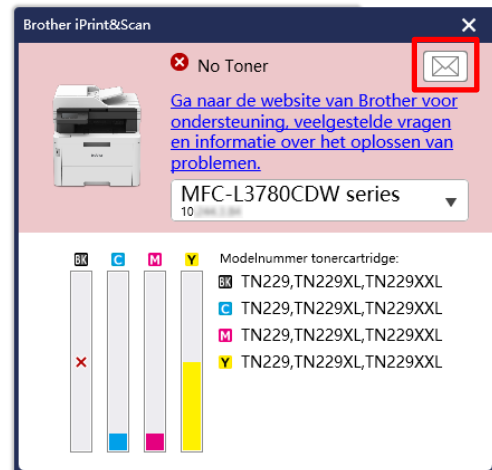 Brother iPrint&Scan
No Toner
Ga naar de website van Brother voor
ondersteuning, veelgestelde vragen
en informatie over het oplossen van
problemen.
MFC-L3780CDW series
10
BK C M Y Modelnummer tonercartridge:
BK TN229,TN229XL,TN229XXL
C TN229,TN229XL,TN229XXL
M TN229,TN229XL,TN229XXL
Y TN229,TN229XL,TN229XXL